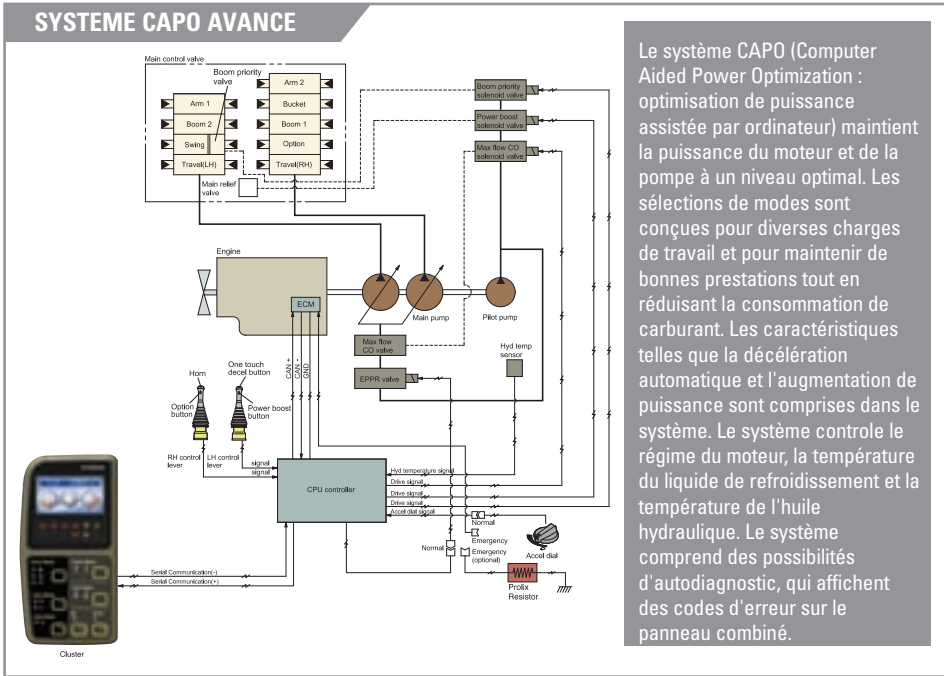 SYSTEME CAPO AVANCE
Main control valve
Boom priority
valve
Arm 1
Boom 2
Swing
Travel(LH)
Main relief
valve
Arm 2
Bucket
Boom 1
Option
Travel(RH)
Boom priority
solenoid valve
Power boost
solenoid valve
Max flow CO
solenoid valve
Engine
ECM
Main pump
Pilot pump
Max flow
CO valve
EPPR valve
Hyd temp
sensor
CAN +
CAN -
GND
Horn
Option
button
One touch
decel button
Power boost
button
RH control
lever
LH control
lever
signal
signal
CPU controller
Hyd temperature signal
Drive signal
Drive signal
Drive signal
Accel dial signal
Normal
Emergency
Accel dial
Normal
Emergency
(optional)
Prolix
Resistor
Serial Communication(-)
Serial Communication(+)
Cluster
Le système CAPO (Computer
Aided Power Optimization :
optimisation de puissance
assistée par ordinateur) maintient
la puissance du moteur et de la
pompe à un niveau optimal. Les
sélections de modes sont
conçues pour diverses charges
de travail et pour maintenir de
bonnes prestations tout en
réduisant la consommation de
carburant. Les caractéristiques
telles que la décélération
automatique et l'augmentation de
puissance sont comprises dans le
système. Le système controle le
régime du moteur, la température
du liquide de refroidissement et la
température de l'huile
hydraulique. Le système
comprend des possibilités
d'autodiagnostic, qui affichent
des codes d'erreur sur le
panneau combiné.